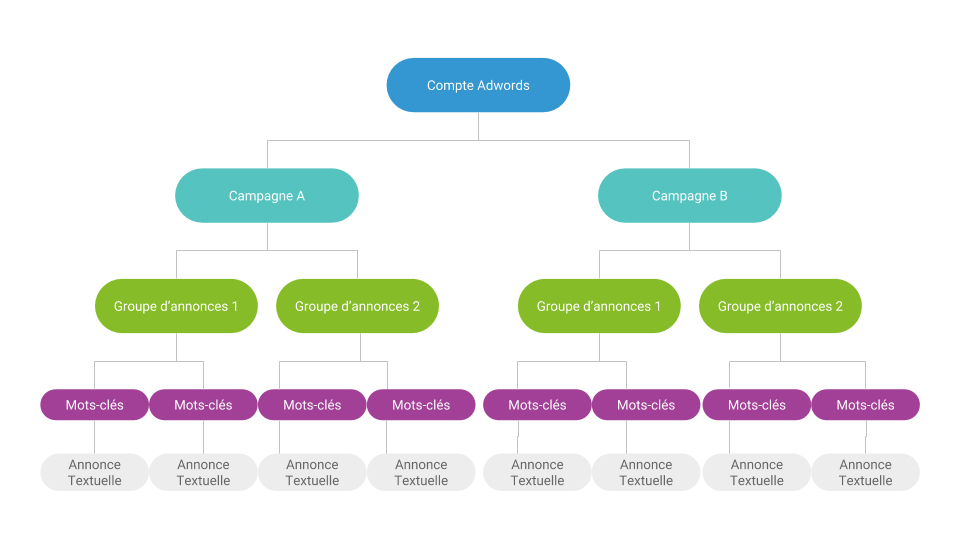 Compte Adwords
Campagne A
Campagne B
Groupe d’annonces 1
Groupe d’annonces 2
Groupe d’annonces 1
Groupe d’annonces 2
Mots-clés
Mots-clés
Mots-clés
Mots-clés
Mots-clés
Mots-clés
Mots-clés
Mots-clés
Annonce
Textuelle
Annonce
Textuelle
Annonce
Textuelle
Annonce
Textuelle
Annonce
Textuelle
Annonce
Textuelle
Annonce
Textuelle
Annonce
Textuelle